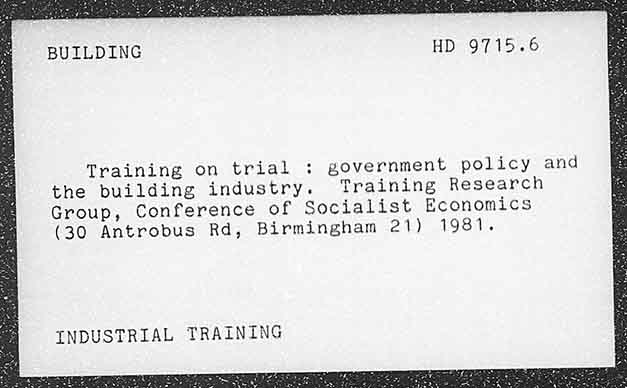 BUILDING HD 9715.6
Training on trial : government policy and
the building industry. Training Research
Group, Conference of Socialist Economics
(30 Antrobus Rd, Birmingham 21) 1981.
INDUSTRIAL TRAINING